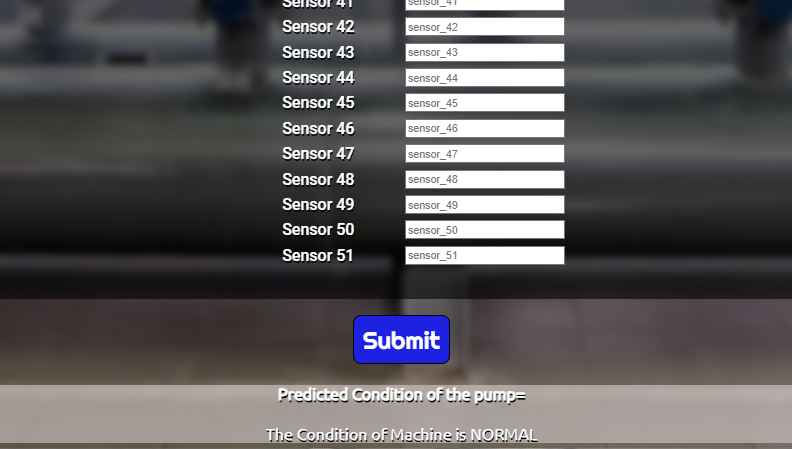 Sensor 41 sensor_41
Sensor 42 sensor_42
Sensor 43 sensor_43
Sensor 44 sensor_44
Sensor 45 sensor_45
Sensor 46 sensor_46
Sensor 47 sensor_47
Sensor 48 sensor_48
Sensor 49 sensor_49
Sensor 50 sensor_50
Sensor 51 sensor_51
Submit
Predicted Condition of the pump=
The Condition of Machine is NORMAL